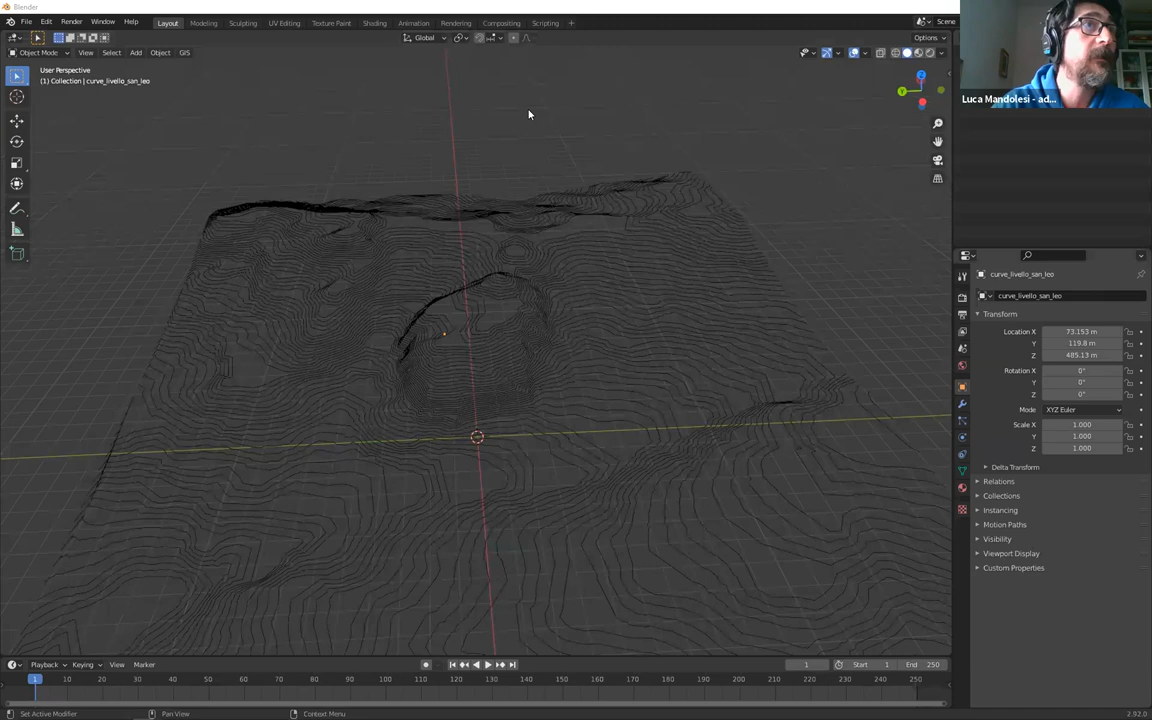 Blender
File Edit Render Window Help Layout Modeling Sculpting UV Editing Texture Paint Shading Animation Rendering Compositing Scripting + Scene
Global Options
Object Mode View Select Add Object GIS
User Perspective
(1) Collection | curve_livello_san_leo
Z
Y
Luca Mandolesi - ad...
curve_livello_san_leo
curve_livello_san_leo
Transform
Location X 73.153 m
Y 119.8 m
Z 485.13 m
Rotation X 0°
Y 0°
Z 0°
Mode XYZ Euler
Scale X 1.000
Y 1.000
Z 1.000
Delta Transform
Relations
Collections
Instancing
Motion Paths
Visibility
Viewport Display
Custom Properties
Playback Keying View Marker 1 Start 1 End 250
1 10 20 30 40 50 60 70 80 90 100 110 120 130 140 150 160 170 180 190 200 210 220 230 240 250
Set Active Modifier Pan View Context Menu 2.92.0